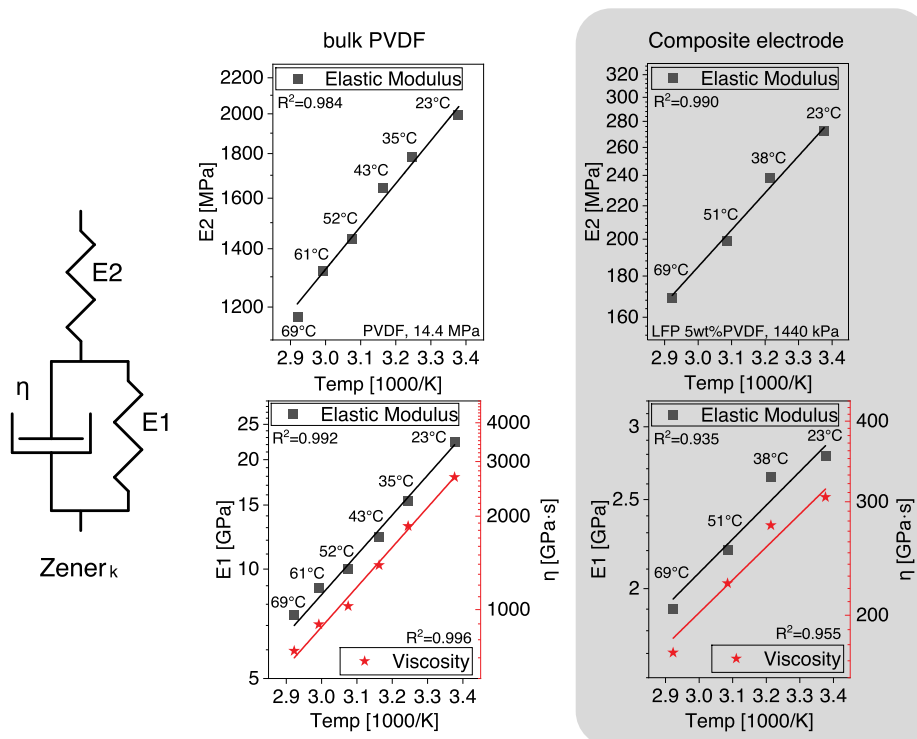 bulk PVDF
Composite electrode
E2
η
E1
Zener k
2200
2000
1800
1600
1400
1200
E2 [MPa]
Elastic Modulus
R²=0.984
23°C
35°C
43°C
52°C
61°C
69°C
PVDF, 14.4 MPa
2.9 3.0 3.1 3.2 3.3 3.4
Temp [1000/K]
320
300
280
260
240
220
200
180
160
E2 [MPa]
Elastic Modulus
R²=0.990
23°C
38°C
51°C
69°C
LFP 5wt%PVDF, 1440 kPa
2.9 3.0 3.1 3.2 3.3 3.4
Temp [1000/K]
25
20
15
10
5
E1 [GPa]
Elastic Modulus
R²=0.992
23°C
35°C
43°C
52°C
61°C
69°C
R²=0.996
Viscosity
4000
3000
2000
1000
η [GPa·s]
2.9 3.0 3.1 3.2 3.3 3.4
Temp [1000/K]
3
2.5
2
E1 [GPa]
Elastic Modulus
R²=0.935
23°C
38°C
51°C
69°C
R²=0.955
Viscosity
400
300
200
η [GPa·s]
2.9 3.0 3.1 3.2 3.3 3.4
Temp [1000/K]